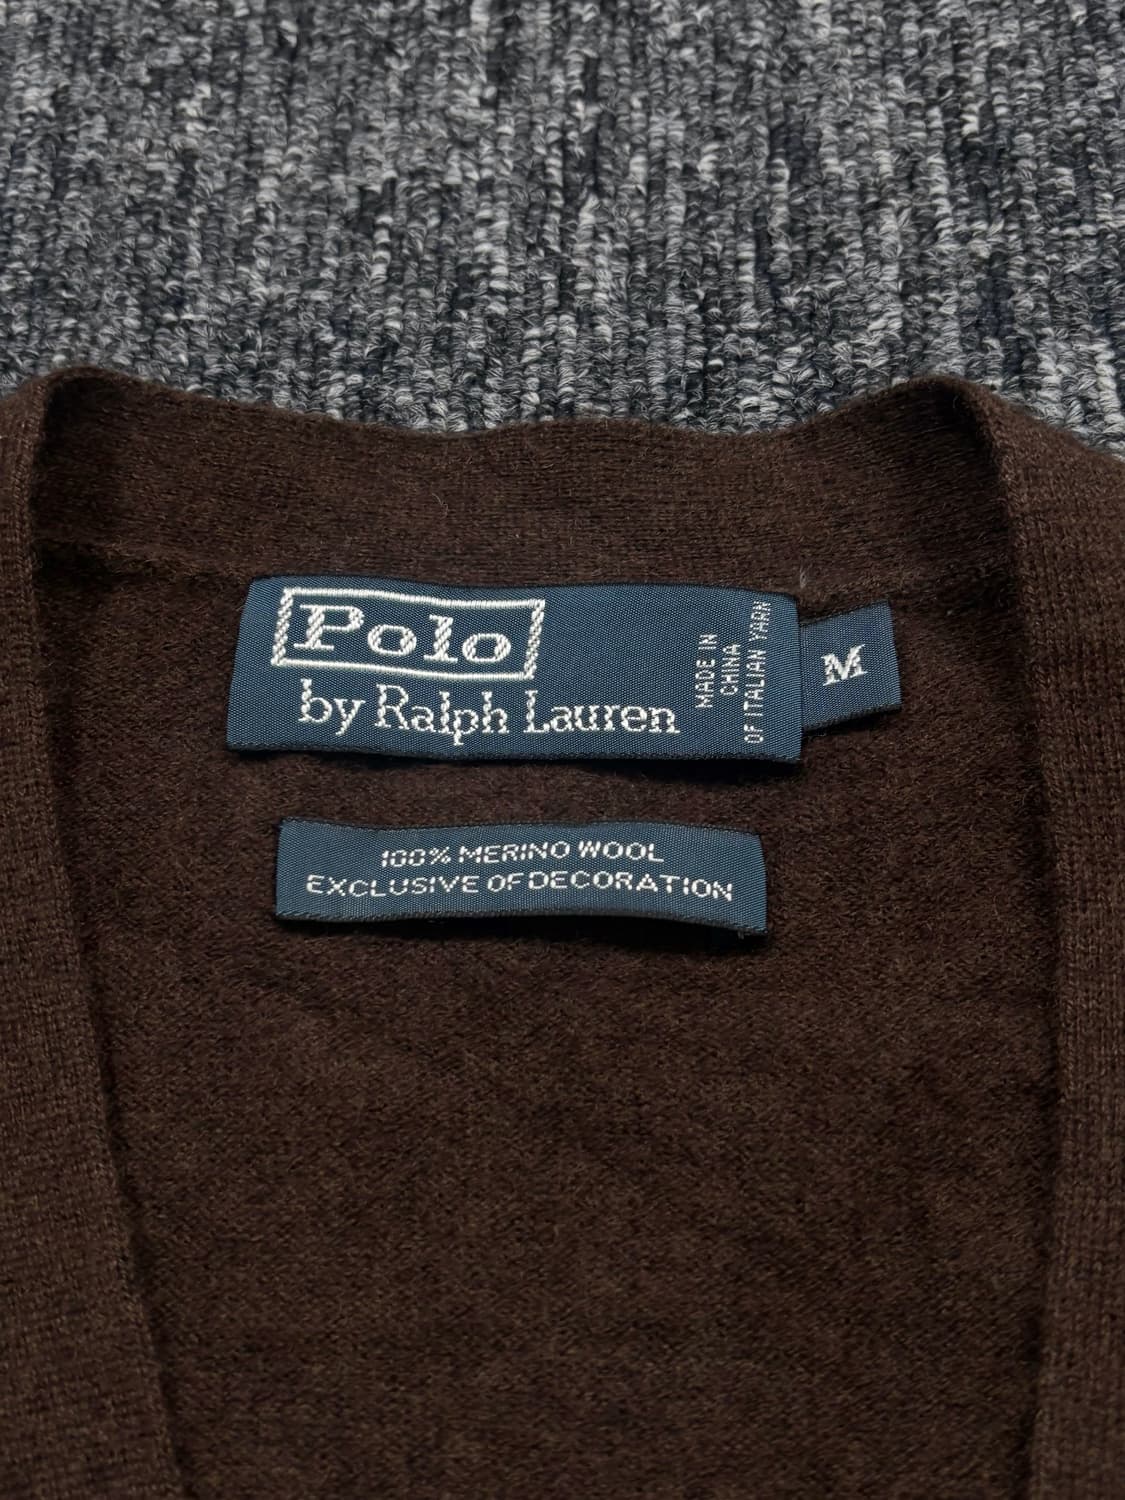 Polo
by Ralph Lauren
MADE IN
CHINA
OF ITALIAN YARN
M
100% MERINO WOOL
EXCLUSIVE OF DECORATION